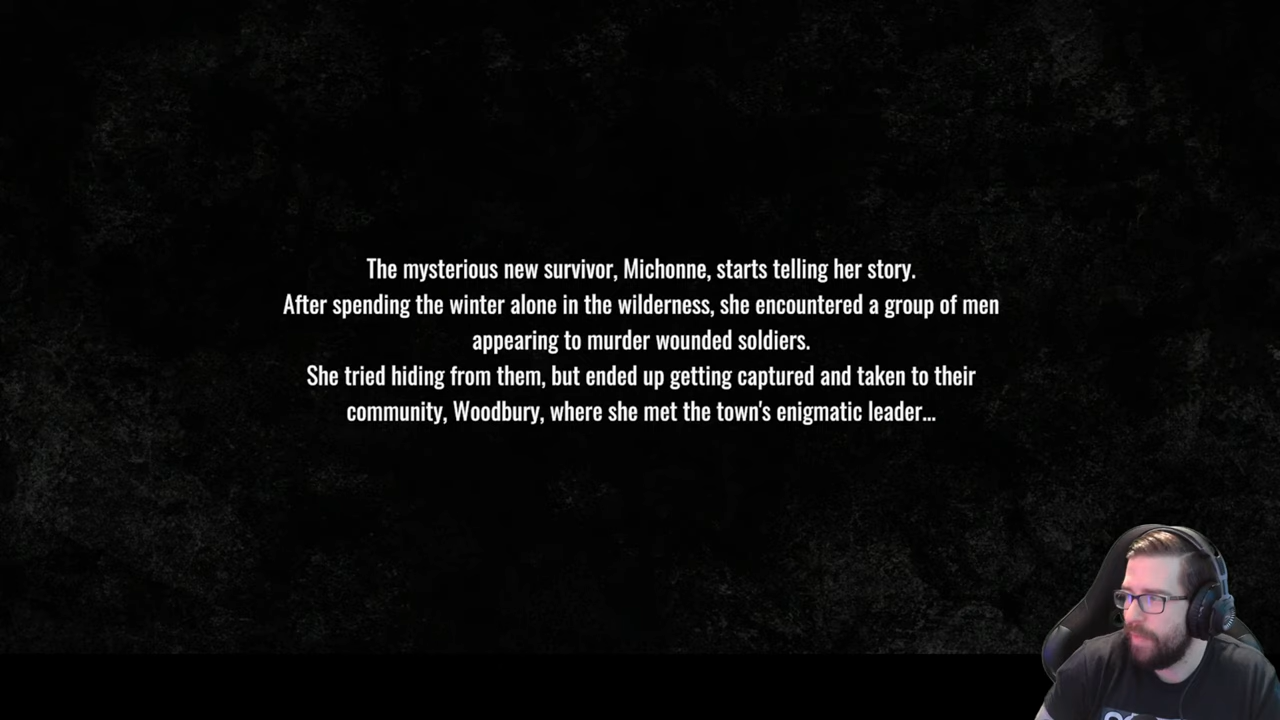 The mysterious new survivor, Michonne, starts telling her story.
After spending the winter alone in the wilderness, she encountered a group of men
appearing to murder wounded soldiers.
She tried hiding from them, but ended up getting captured and taken to their
community, Woodbury, where she met the town's enigmatic leader...